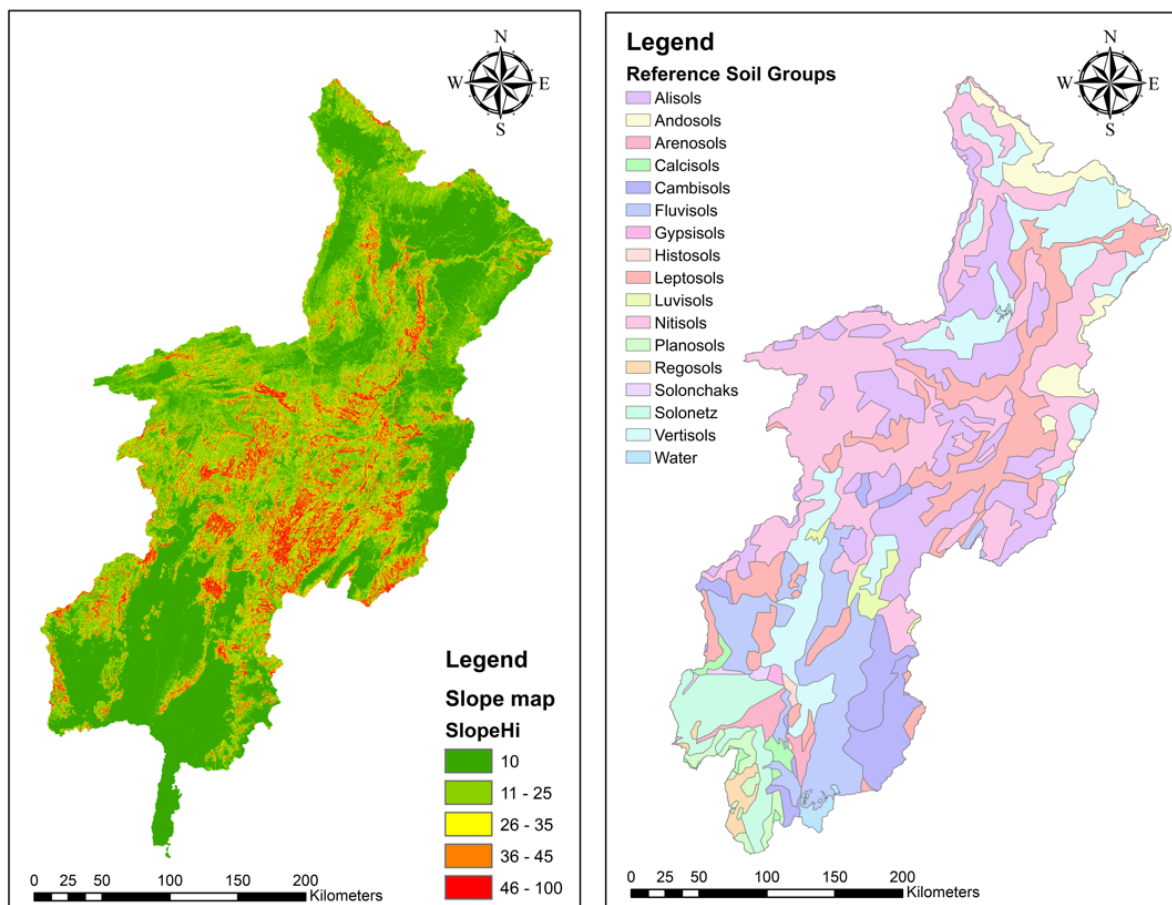 N
W E
S
Legend
Slope map
SlopeHi
10
11 - 25
26 - 35
36 - 45
46 - 100
0 25 50 100 150 200
Kilometers
Legend
Reference Soil Groups
Alisols
Andosols
Arenosols
Calcisols
Cambisols
Fluvisols
Gypsisols
Histosols
Leptosols
Luvisols
Nitisols
Planosols
Regosols
Solonchaks
Solonetz
Vertisols
Water
N
W E
S
0 25 50 100 150 200
Kilometers